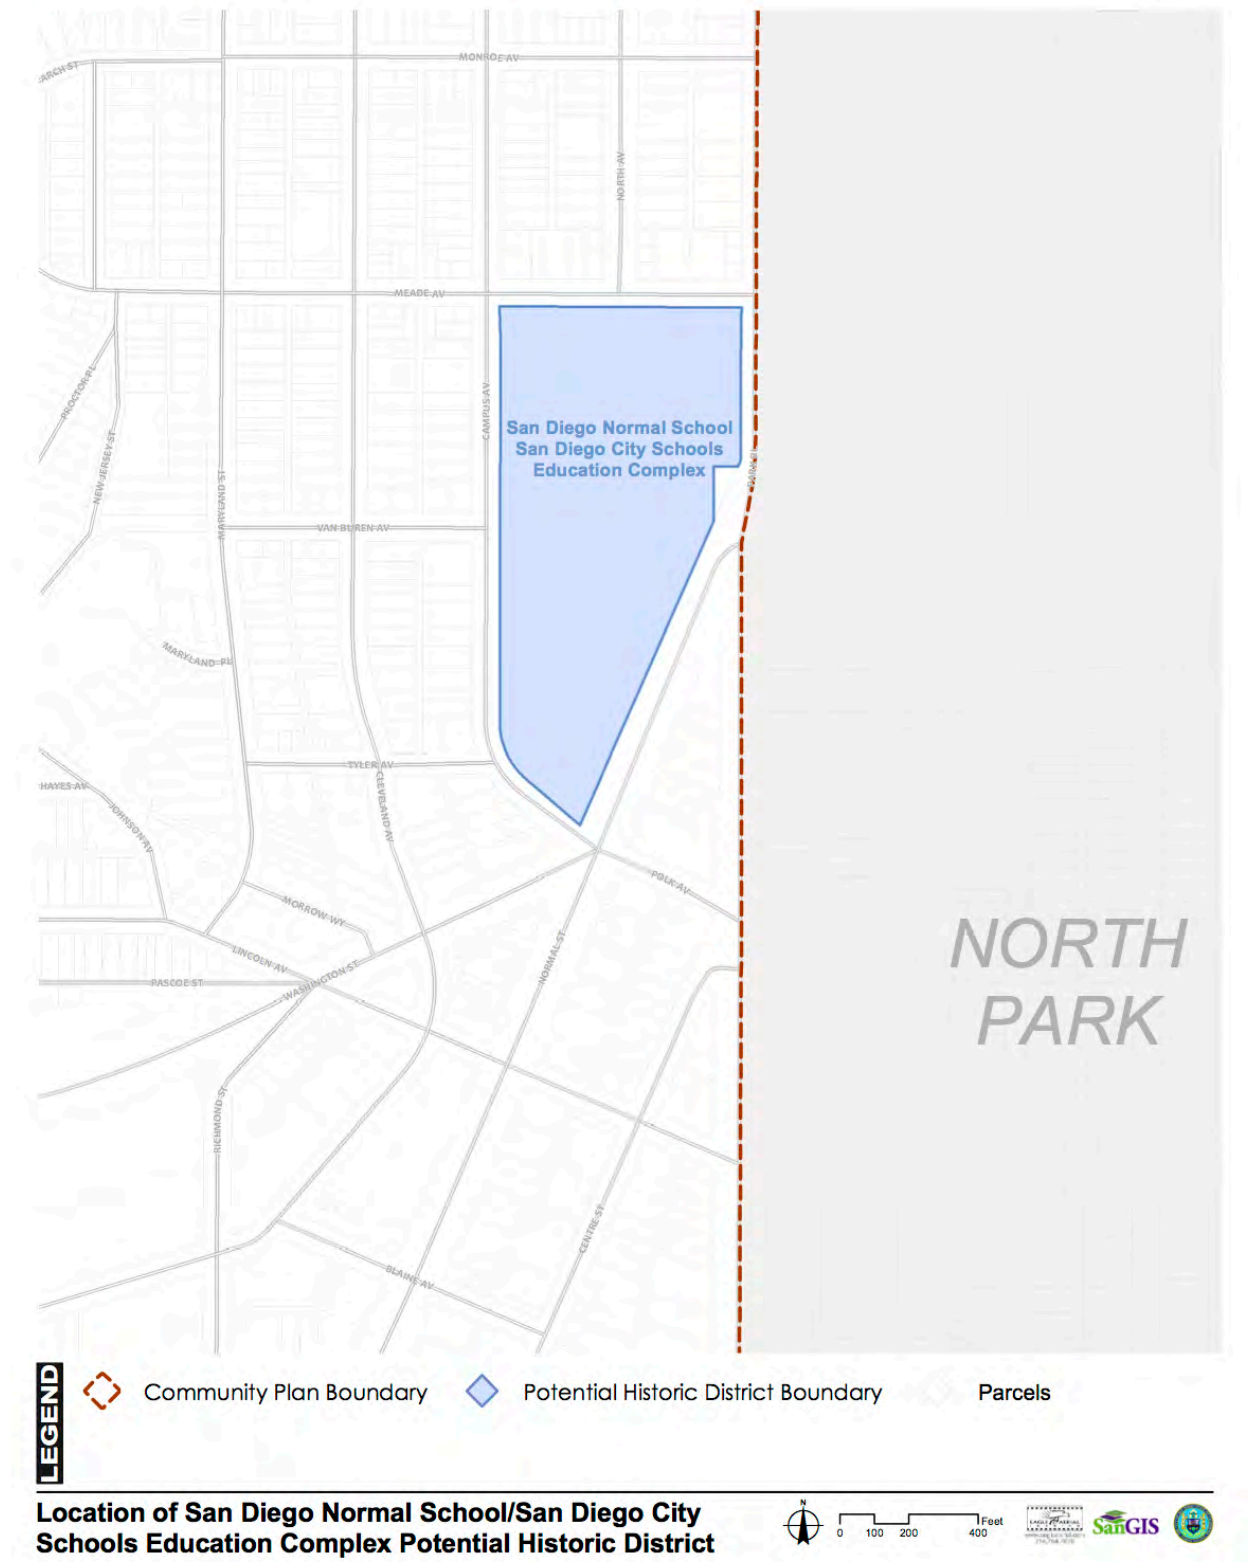 MONROE AV
ARCH ST
NORTH AV
MEADE AV
PROCTOR PL
CAMPUS AV
San Diego Normal School
San Diego City Schools
Education Complex
NEW JERSEY ST
MARYLAND ST
PARK BL
VAN BUREN AV
MARYLAND PL
TYLER AV
HAYES AV
CLEVELAND AV
JOHNSON AV
POLK AV
MORROW WY
LINCOLN AV
NORMAL ST
NORTH
PARK
PASCOE ST
WASHINGTON ST
RICHMOND ST
CENTRE ST
BLAINE AV
LEGEND
Community Plan Boundary
Potential Historic District Boundary
Parcels
Location of San Diego Normal School/San Diego City
Schools Education Complex Potential Historic District
N
Feet
0 100 200 400
SanGIS